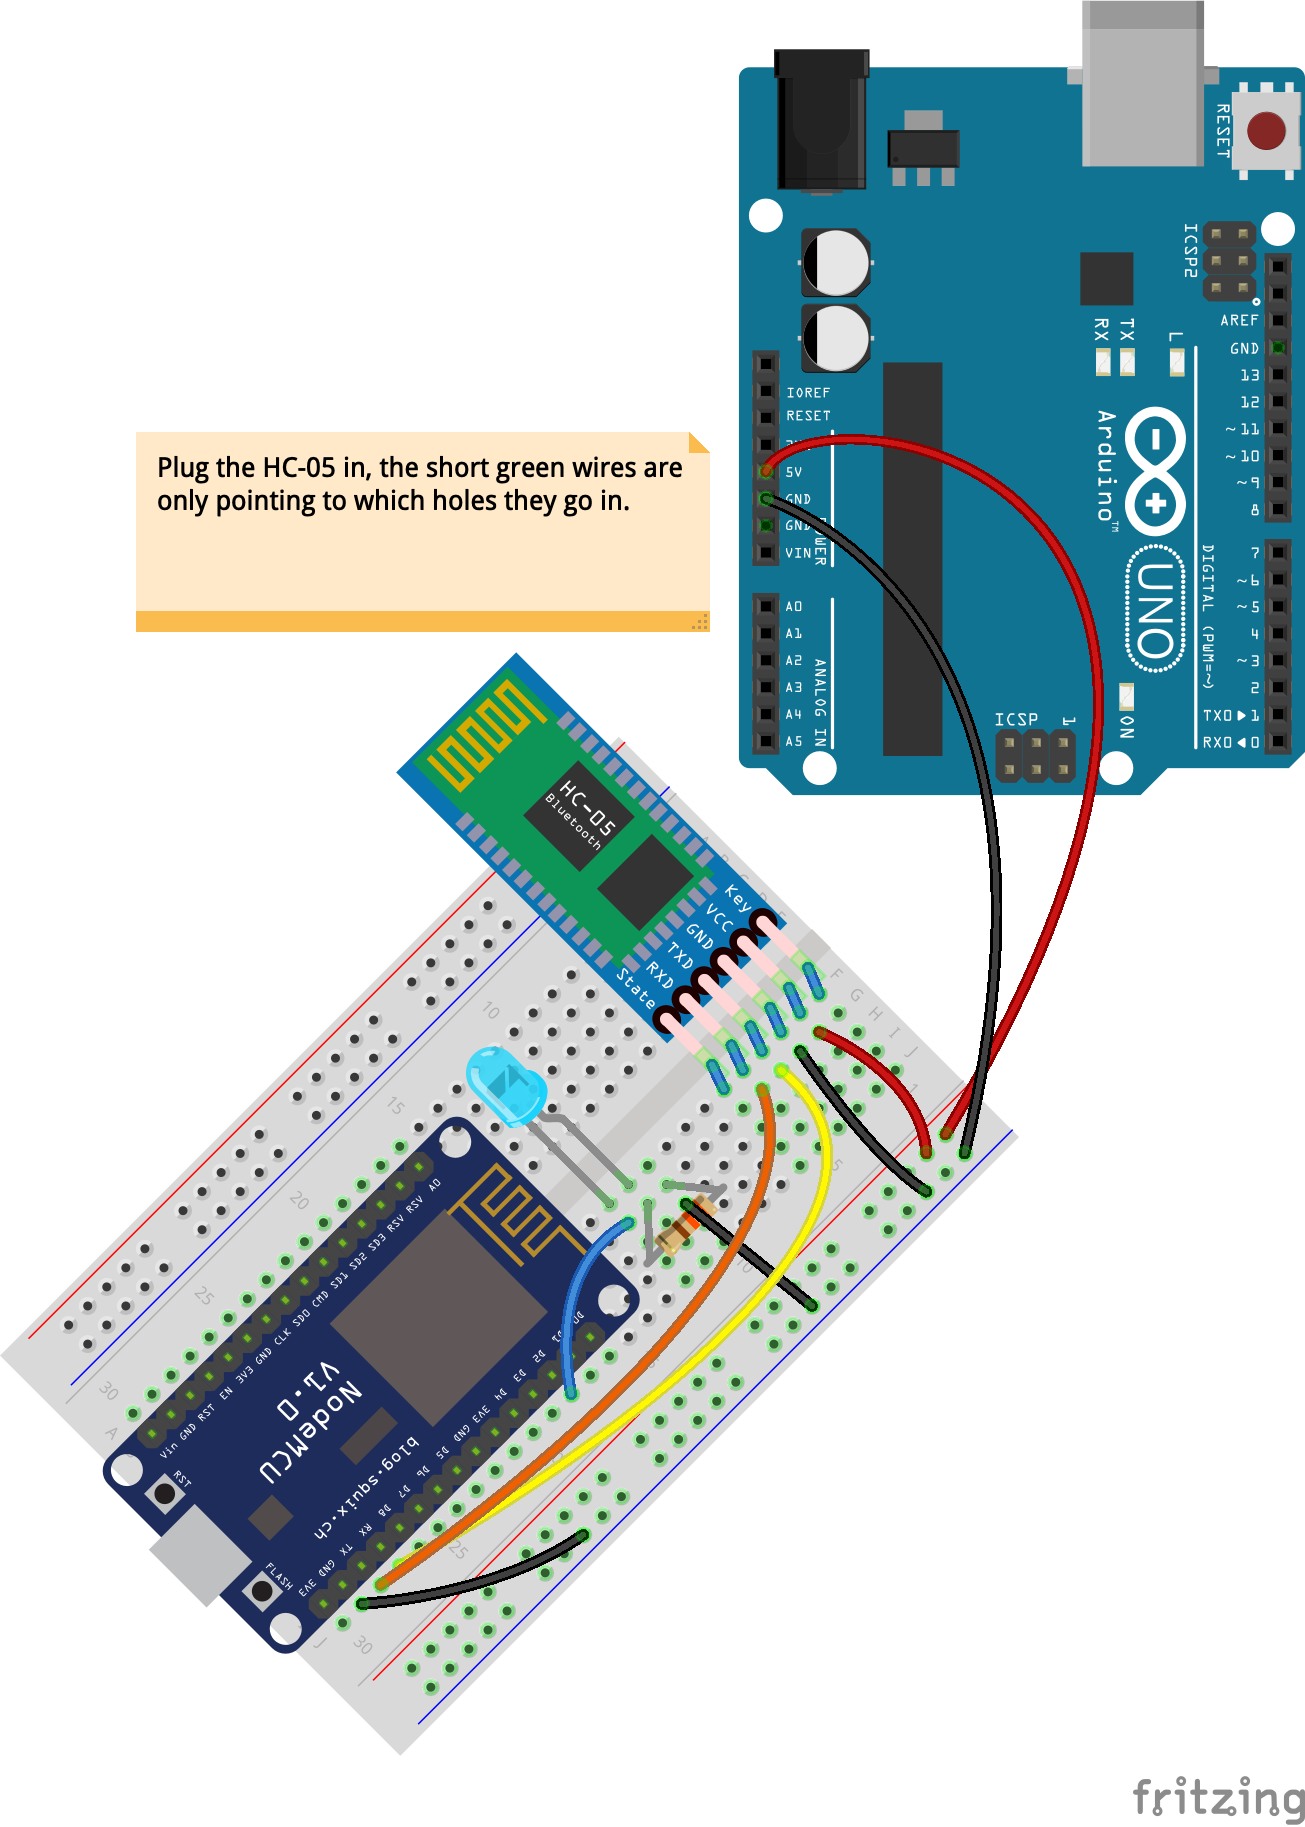 RESET
ICSP2
AREF
GND
RX
TX
L
13
12
~11
~10
~9
8
IOREF
RESET
5V
GND
GND
VIN
Arduino™
UNO
DIGITAL (PWM=~)
7
~6
~5
4
~3
2
TX0▶1
RX0◀0
A0
A1
A2
A3
A4
A5
ANALOG IN
ICSP
1
ON
Plug the HC-05 in, the short green wires are
only pointing to which holes they go in.
HC-05
Bluetooth
Key
VCC
GND
TXD
RXD
State
F
G
H
I
J
1
5
10
10
15
20
25
30
A
25
30
J
A0
RSV
RSV
SD3
SD2
SD1
CMD
SD0
CLK
GND
3V3
EN
RST
GND
Vin
NodeMCU
V1.0
blog.squix.ch
D2
D3
D4
3V3
GND
D5
D6
D7
D8
RX
TX
GND
3V3
RST
FLASH
fritzing